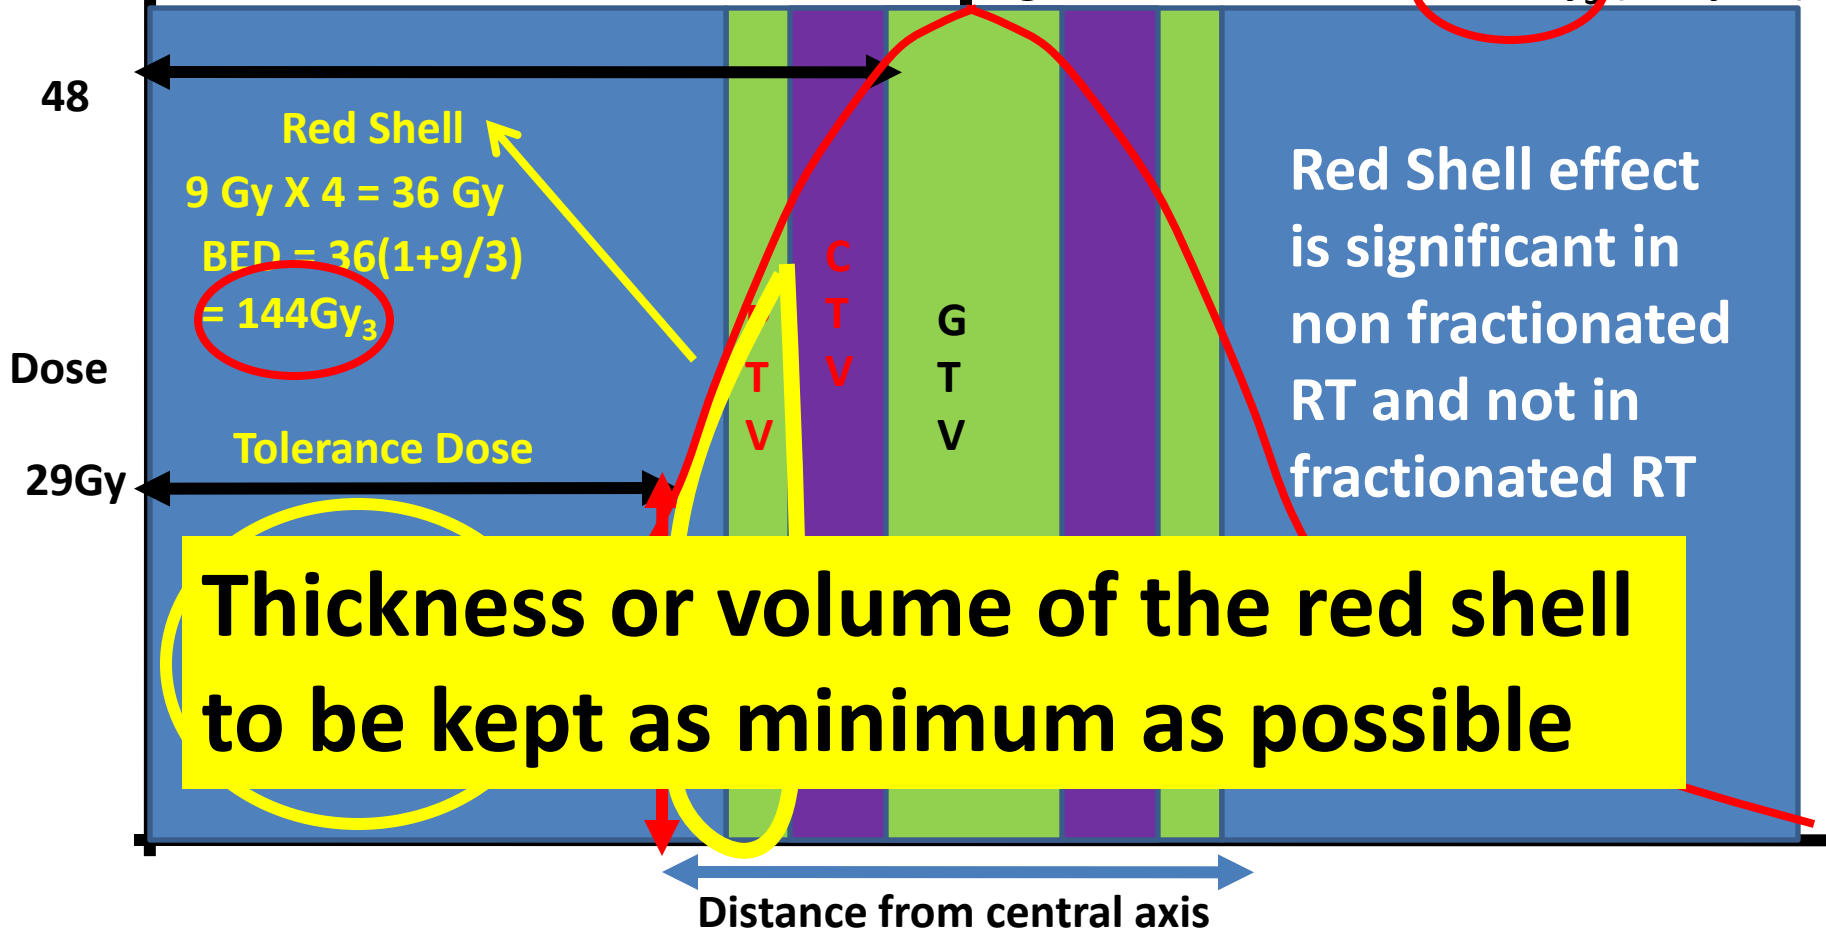 48
Red Shell
9 Gy X 4 = 36 Gy
BED = 36(1+9/3)
= 144Gy3
Dose
Tolerance Dose
29Gy
T
V
C
T
V
G
T
V
Red Shell effect
is significant in
non fractionated
RT and not in
fractionated RT
Thickness or volume of the red shell
to be kept as minimum as possible
Distance from central axis